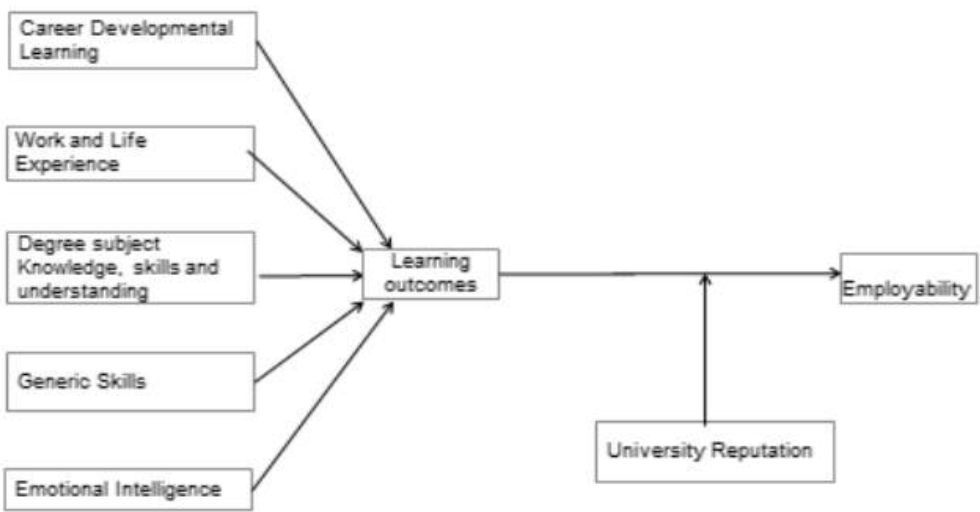 Career Developmental
Learning
Work and Life
Experience
Degree subject
Knowledge, skills and
understanding
Learning
outcomes
Employability
Generic Skills
University Reputation
Emotional Intelligence